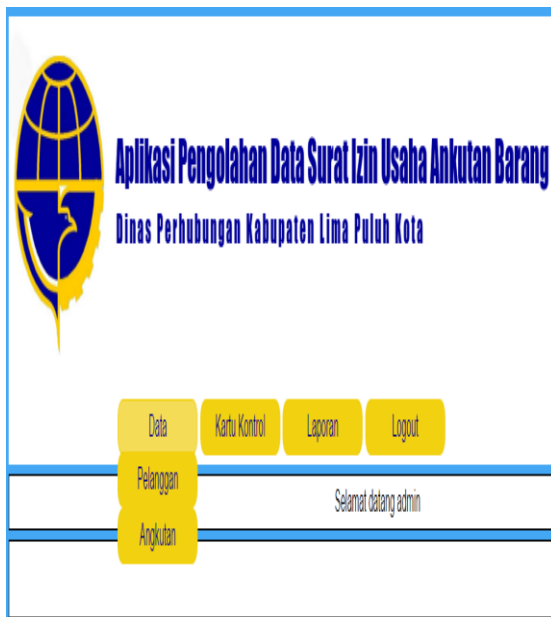 Aplikasi Pengolahan Data Surat Izin Usaha Ankutan Barang
Dinas Perhubungan Kabupaten Lima Puluh Kota
Data Kartu Kontrol Laporan Logout
Pelanggan
Selamat datang admin
Angkutan